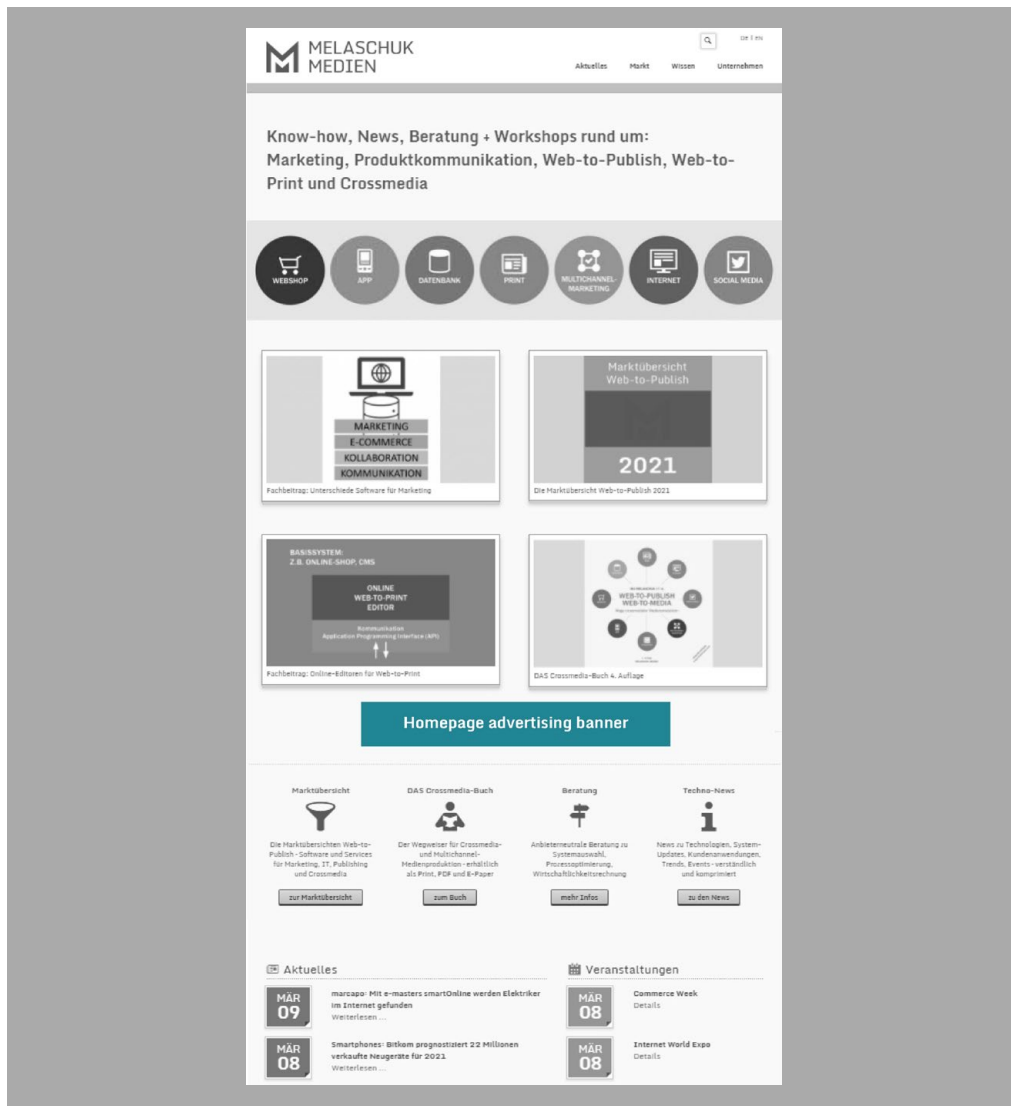 MELASCHUK
MEDIEN
DE | EN
Aktuelles Markt Wissen Unternehmen
Know-how, News, Beratung + Workshops rund um:
Marketing, Produktkommunikation, Web-to-Publish, Web-to-
Print und Crossmedia
WEBSHOP
APP
DATENBANK
PRINT
MULTICHANNEL-
MARKETING
INTERNET
SOCIAL MEDIA
MARKETING
E-COMMERCE
KOLLABORATION
KOMMUNIKATION
Fachbeitrag: Unterschiede Software für Marketing
Marktübersicht
Web-to-Publish
2021
Die Marktübersicht Web-to-Publish 2021
BASISSYSTEM:
Z.B. ONLINE-SHOP, CMS
ONLINE
WEB-TO-PRINT
EDITOR
Kommunikation
Application Programming Interface (API)
Fachbeitrag: Online-Editoren für Web-to-Print
WEB-TO-PUBLISH
WEB-TO-MEDIA
DAS Crossmedia-Buch 4. Auflage
Homepage advertising banner
Marktübersicht
Die Marktübersichten Web-to-
Publish - Software und Services
für Marketing, IT, Publishing
und Crossmedia
zur Marktübersicht
DAS Crossmedia-Buch
Der Wegweiser für Crossmedia-
und Multichannel-
Medienproduktion - erhältlich
als Print, PDF und E-Paper
zum Buch
Beratung
Anbieterneutrale Beratung zu
Systemauswahl,
Prozessoptimierung,
Wirtschaftlichkeitsrechnung
mehr Infos
Techno-News
News zu Technologien, System-
Updates, Kundenanwendungen,
Trends, Events - verständlich
und komprimiert
zu den News
Aktuelles
MÄR
09
marcapo: Mit e-masters smartOnline werden Elektriker
im Internet gefunden
Weiterlesen ...
MÄR
08
Smartphones: Bitkom prognostiziert 22 Millionen
verkaufte Neugeräte für 2021
Weiterlesen ...
Veranstaltungen
MÄR
08
Commerce Week
Details
MÄR
08
Internet World Expo
Details